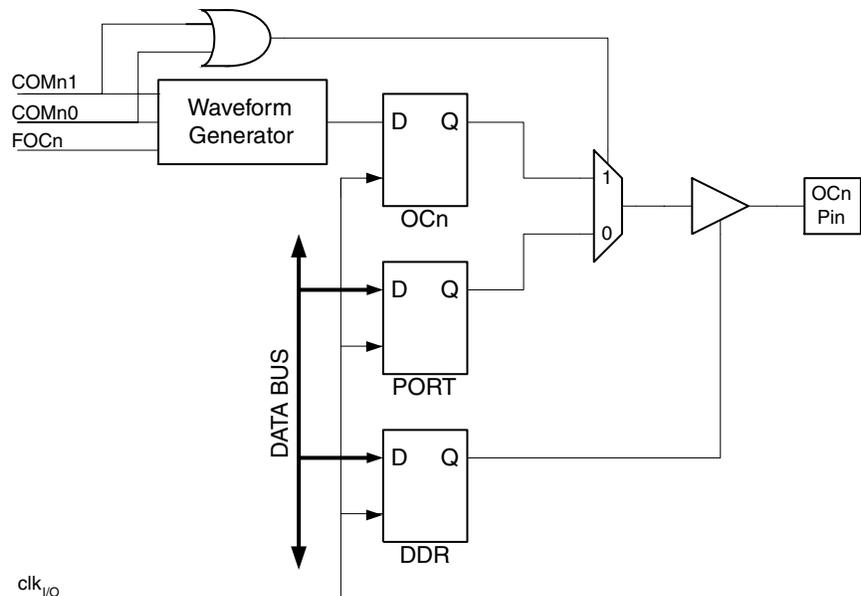 COMn1
COMn0
FOCn
Waveform
Generator
D Q
OCn
1
0
OCn
Pin
D Q
PORT
DATA BUS
D Q
DDR
clkI/O